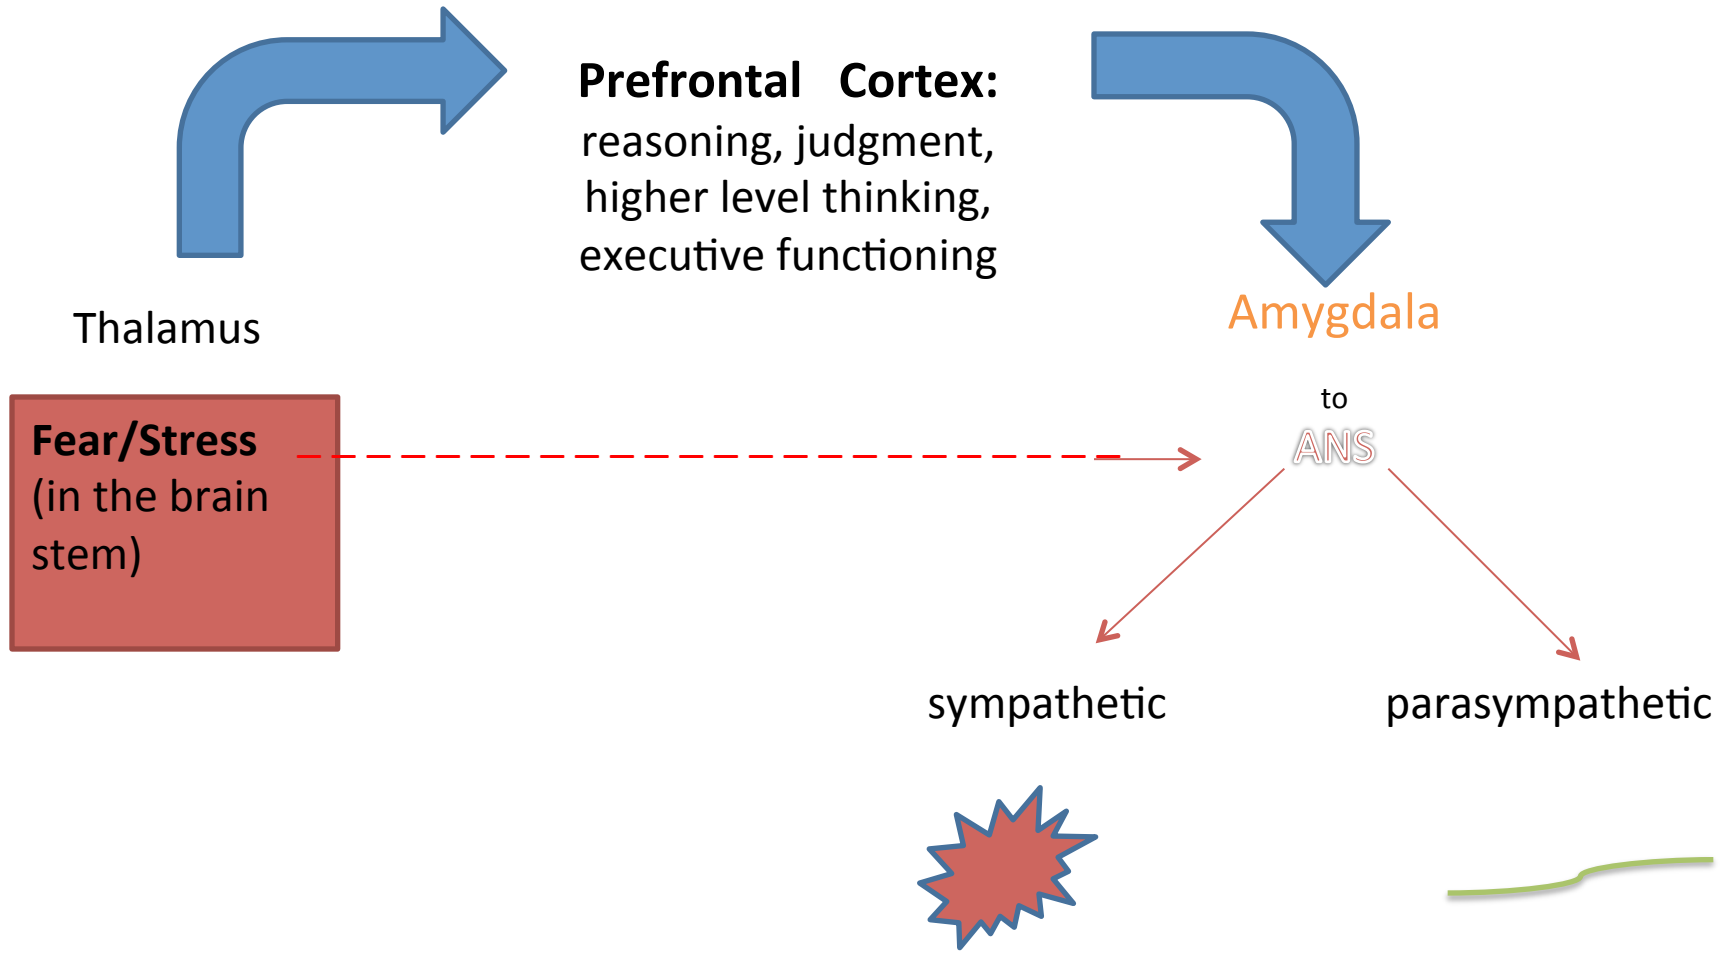 Prefrontal Cortex:
reasoning, judgment,
higher level thinking,
executive functioning
Thalamus
Amygdala
Fear/Stress
(in the brain
stem)
to
ANS
sympathetic
parasympathetic